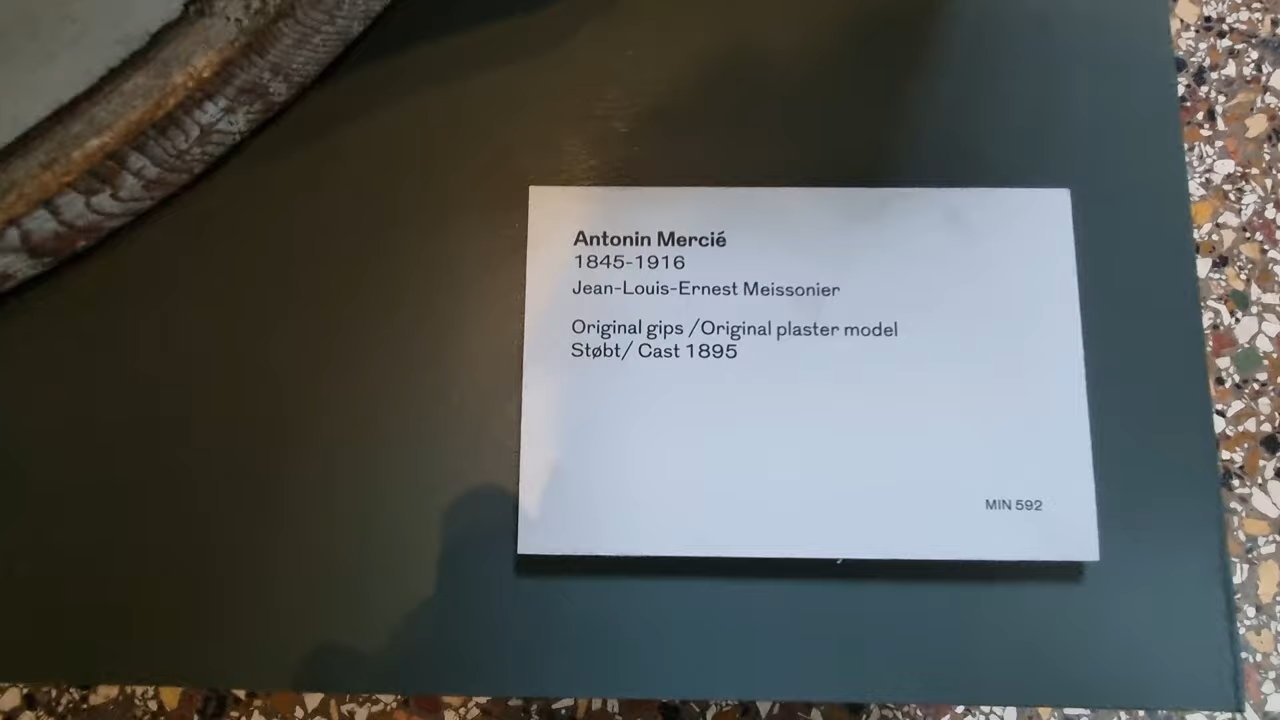 Antonin Mercié
1845-1916
Jean-Louis-Ernest Meissonier
Original gips /Original plaster model
Støbt/ Cast 1895
MIN 592